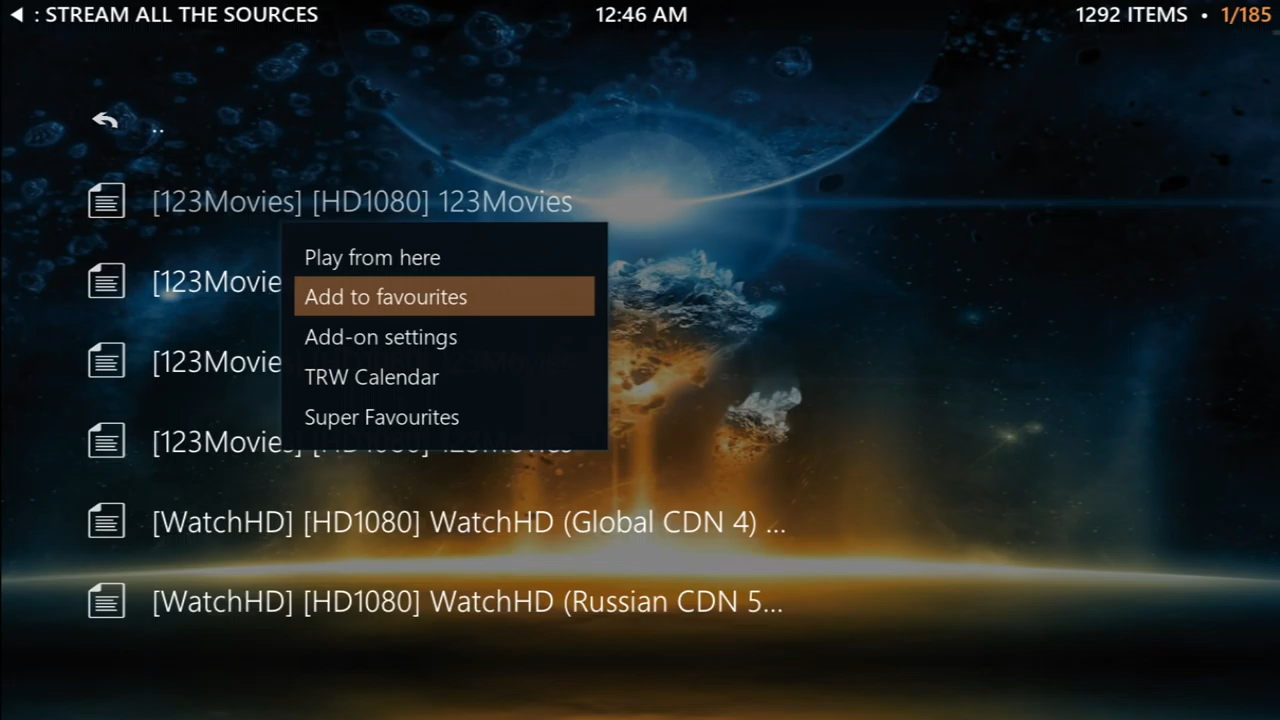 : STREAM ALL THE SOURCES
12:46 AM
1292 ITEMS • 1/185
..
[123Movies] [HD1080] 123Movies
[123Movie
[123Movie
[123Movies] [HD1080] 123Movies
[WatchHD] [HD1080] WatchHD (Global CDN 4) ...
[WatchHD] [HD1080] WatchHD (Russian CDN 5...
Play from here
Add to favourites
Add-on settings
TRW Calendar
Super Favourites